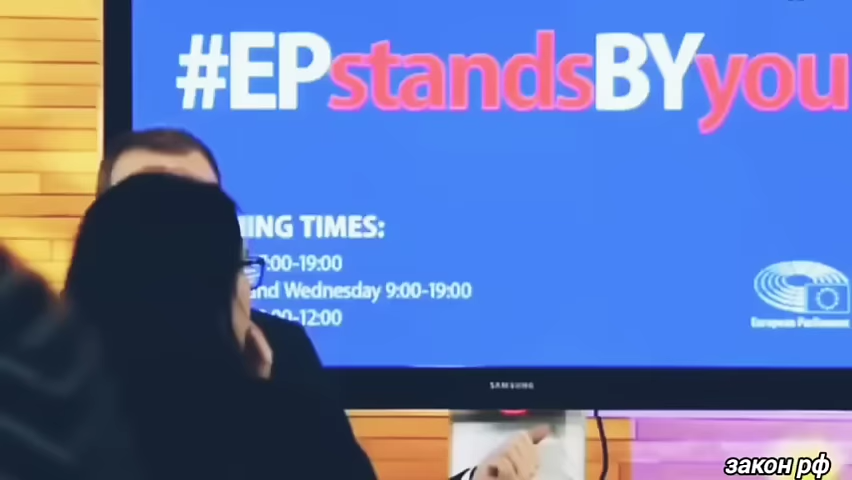 #EPstandsBYyou
ING TIMES:
:00-19:00
and Wednesday 9:00-19:00
00-12:00
European Parliament
SAMSUNG
закон рф